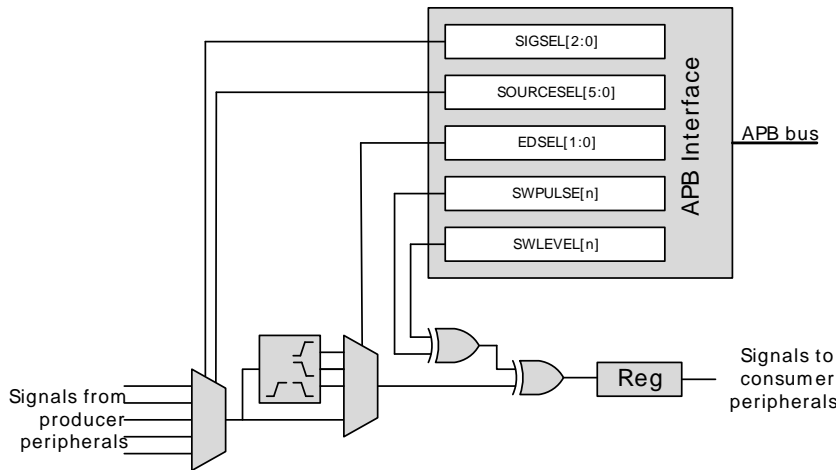 SIGSEL[2:0]
SOURCESEL[5:0]
EDSEL[1:0]
SWPULSE[n]
SWLEVEL[n]
APB Interface
APB bus
Signals from
producer
peripherals
Reg
Signals to
consumer
peripherals